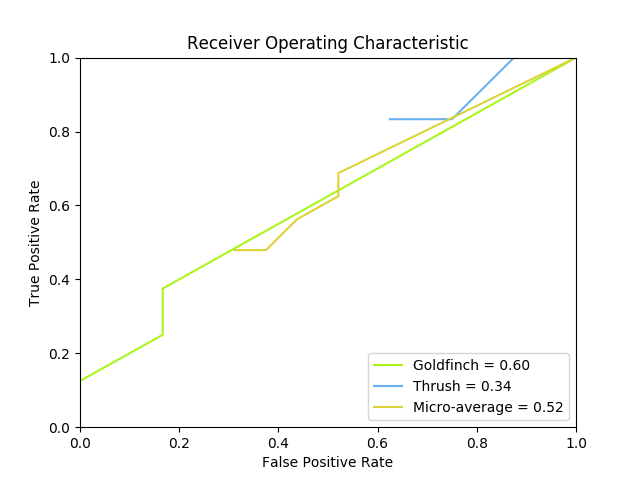 Receiver Operating Characteristic
True Positive Rate
1.0
0.8
0.6
0.4
0.2
0.0
Goldfinch = 0.60
Thrush = 0.34
Micro-average = 0.52
0.0 0.2 0.4 0.6 0.8 1.0
False Positive Rate